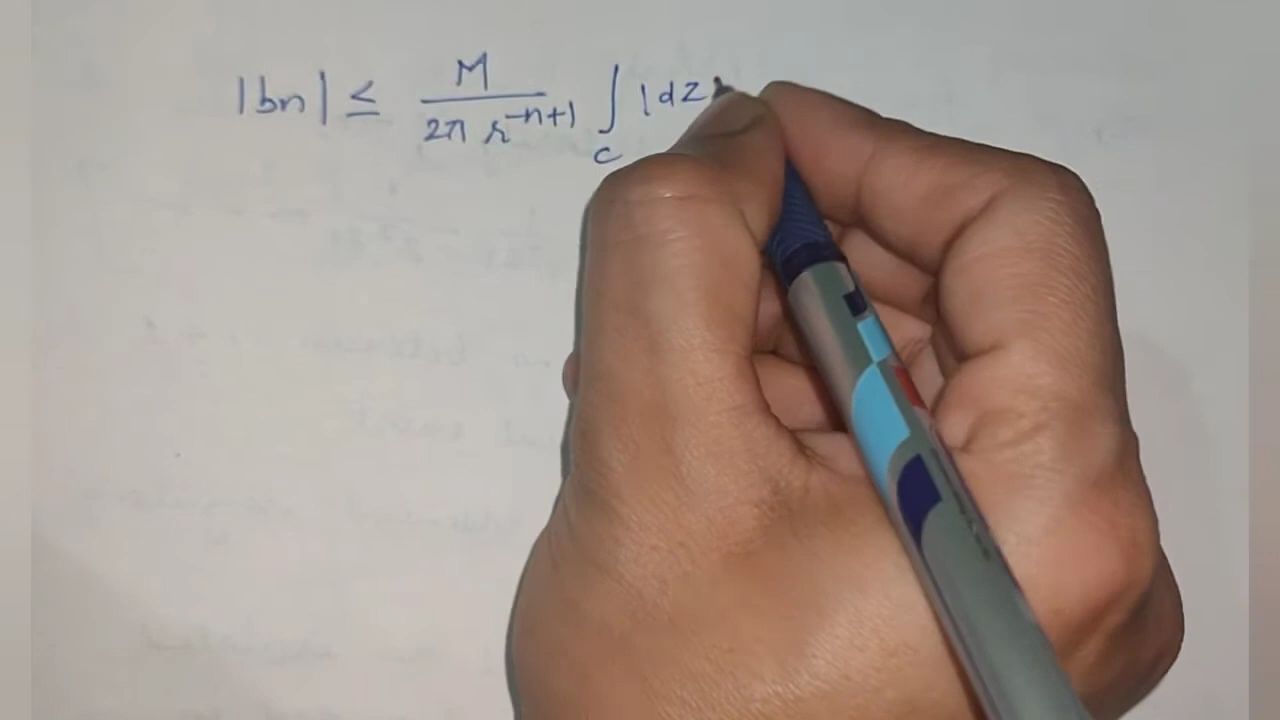 |bn| ≤ M / 2π r^{-n+1} ∫_C |dz|